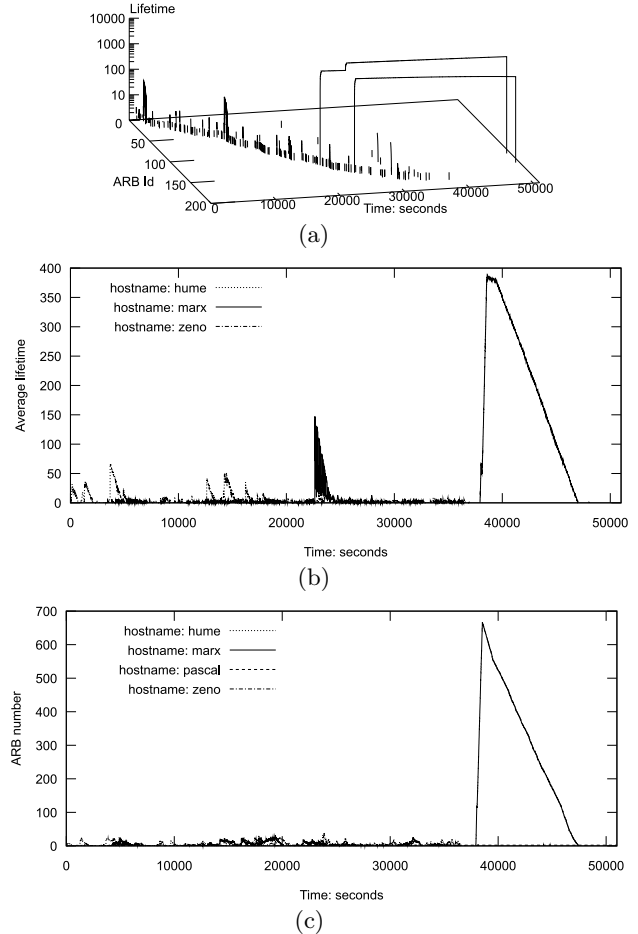 Lifetime
10000
1000
100
10
0
50
100
150
200
ARB Id
0
10000
20000
30000
40000
50000
Time: seconds
(a)
400
350
300
250
200
150
100
50
0
Average lifetime
hostname: hume
hostname: marx
hostname: zeno
0 10000 20000 30000 40000 50000
Time: seconds
(b)
700
600
500
400
300
200
100
0
ARB number
hostname: hume
hostname: marx
hostname: pascal
hostname: zeno
0 10000 20000 30000 40000 50000
Time: seconds
(c)